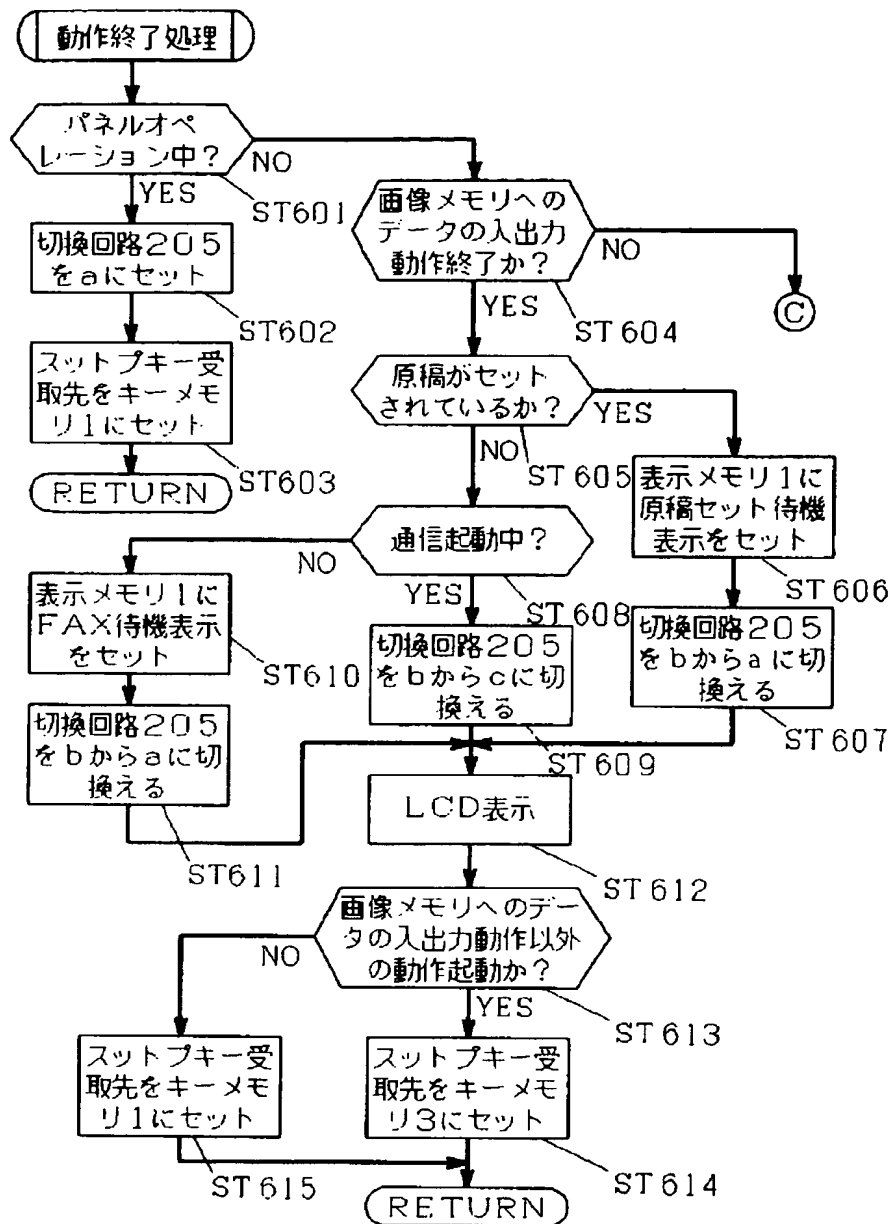 動作終了処理
パネルオペ
レーション中？
NO
YES
ST601
切換回路205
をaにセット
ST602
スットプキー受
取先をキーメモ
リ1にセット
ST603
RETURN
画像メモリへの
データの入出力
動作終了か？
NO
YES
ST604
C
原稿がセット
されているか？
YES
NO
ST605
表示メモリ1に
原稿セット待機
表示をセット
ST606
切換回路205
をbからaに切
換える
ST607
通信起動中？
NO
YES
ST608
切換回路205
をbからcに切
換える
ST609
表示メモリ1に
FAX待機表示
をセット
ST610
切換回路205
をbからaに切
換える
ST611
LCD表示
ST612
画像メモリへのデー
タの入出力動作以外
の動作起動か？
NO
YES
ST613
スットプキー受
取先をキーメモ
リ1にセット
ST615
スットプキー受
取先をキーメモ
リ3にセット
ST614
RETURN